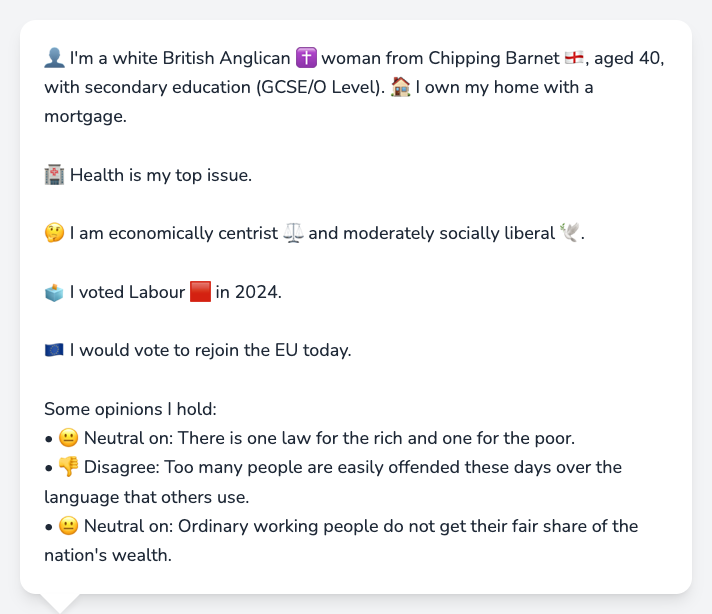 👤 I'm a white British Anglican ✝️ woman from Chipping Barnet 🏴󠁧󠁢󠁥󠁮󠁧󠁿, aged 40,
with secondary education (GCSE/O Level). 🏠 I own my home with a
mortgage.
🏥 Health is my top issue.
🤔 I am economically centrist ⚖️ and moderately socially liberal 🕊️.
🗳️ I voted Labour 🟥 in 2024.
🇪🇺 I would vote to rejoin the EU today.
Some opinions I hold:
• 😐 Neutral on: There is one law for the rich and one for the poor.
• 👎 Disagree: Too many people are easily offended these days over the
language that others use.
• 😐 Neutral on: Ordinary working people do not get their fair share of the
nation's wealth.